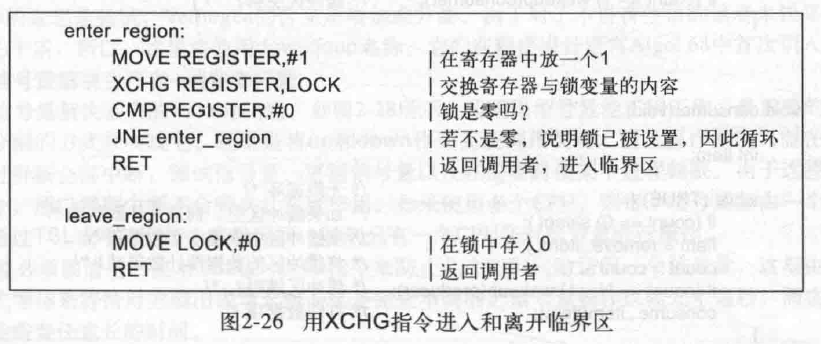 enter_region:
MOVE REGISTER,#1 |在寄存器中放一个1
XCHG REGISTER,LOCK |交换寄存器与锁变量的内容
CMP REGISTER,#0 |锁是零吗?
JNE enter_region |若不是零,说明锁已被设置,因此循环
RET |返回调用者,进入临界区
leave_region:
MOVE LOCK,#0 |在锁中存入0
RET |返回调用者
图2-26 用XCHG指令进入和离开临界区